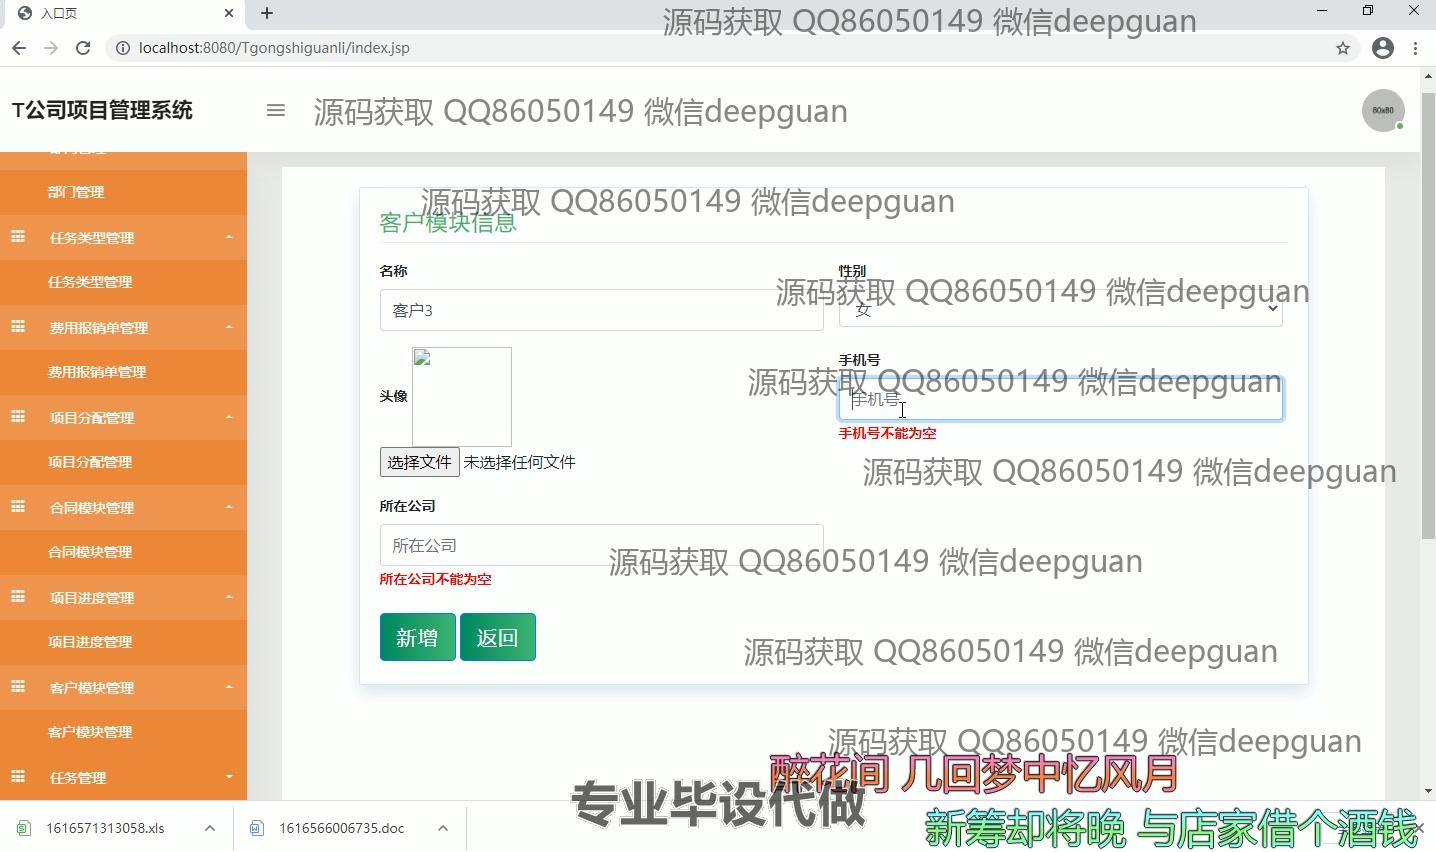 入口页
源码获取 QQ86050149 微信deepguan
localhost:8080/Tgongshiguanli/index.jsp
T公司项目管理系统
源码获取 QQ86050149 微信deepguan
80x80
部门管理
任务类型管理
任务类型管理
费用报销单管理
费用报销单管理
项目分配管理
项目分配管理
合同模块管理
合同模块管理
项目进度管理
项目进度管理
客户模块管理
客户模块管理
任务管理
源码获取 QQ86050149 微信deepguan
客户模块信息
名称
客户3
性别
源码获取 QQ86050149 微信deepguan
女
头像
手机号
源码获取 QQ86050149 微信deepguan
手机号
手机号不能为空
选择文件 未选择任何文件
源码获取 QQ86050149 微信deepguan
所在公司
所在公司
源码获取 QQ86050149 微信deepguan
所在公司不能为空
新增 返回
源码获取 QQ86050149 微信deepguan
源码获取 QQ86050149 微信deepguan
醉花间 几回梦中忆风月
专业毕设代做
新筹却将晚 与店家借个酒钱
1616571313058.xls
1616566006735.doc